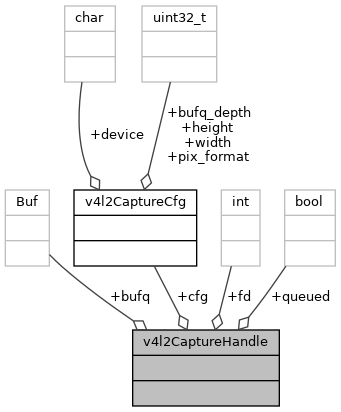 char
uint32_t
+device
+bufq_depth
+height
+width
+pix_format
Buf
v4l2CaptureCfg
int
bool
+bufq
+cfg
+fd
+queued
v4l2CaptureHandle